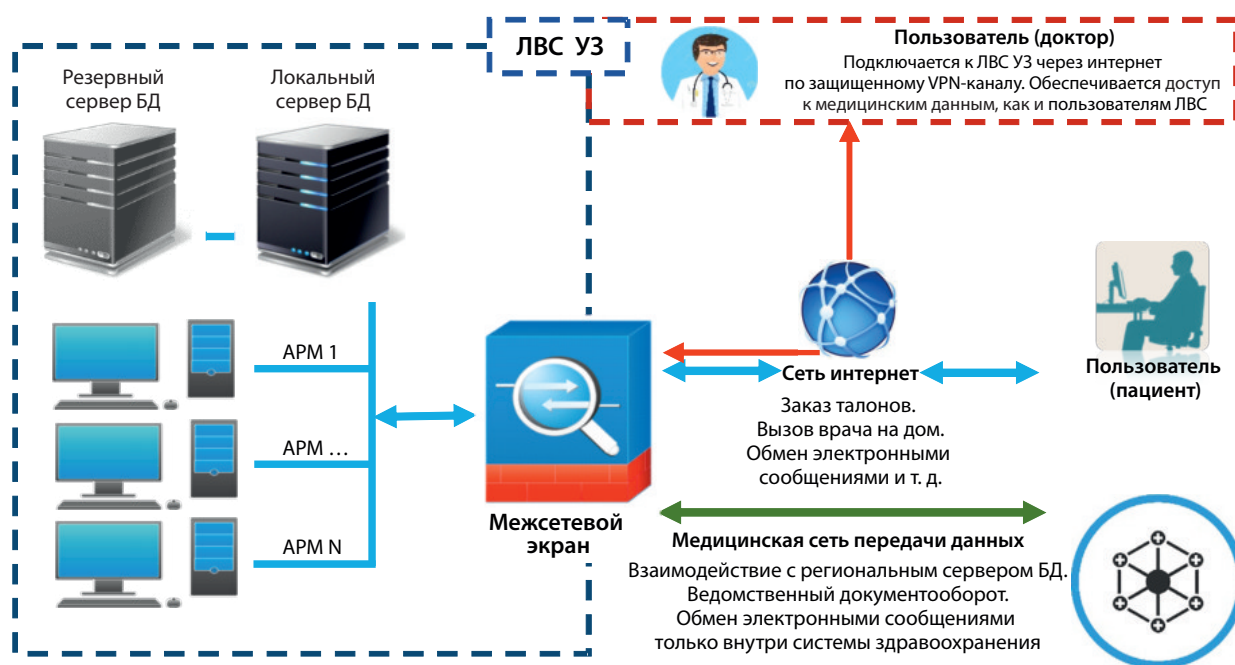 ЛВС УЗ
Резервный
сервер БД
Локальный
сервер БД
Пользователь (доктор)
Подключается к ЛВС УЗ через интернет
по защищенному VPN-каналу. Обеспечивается доступ
к медицинским данным, как и пользователям ЛВС
АРМ 1
АРМ …
АРМ N
Межсетевой
экран
Сеть интернет
Заказ талонов.
Вызов врача на дом.
Обмен электронными
сообщениями и т. д.
Пользователь
(пациент)
Медицинская сеть передачи данных
Взаимодействие с региональным сервером БД.
Ведомственный документооборот.
Обмен электронными сообщениями
только внутри системы здравоохранения